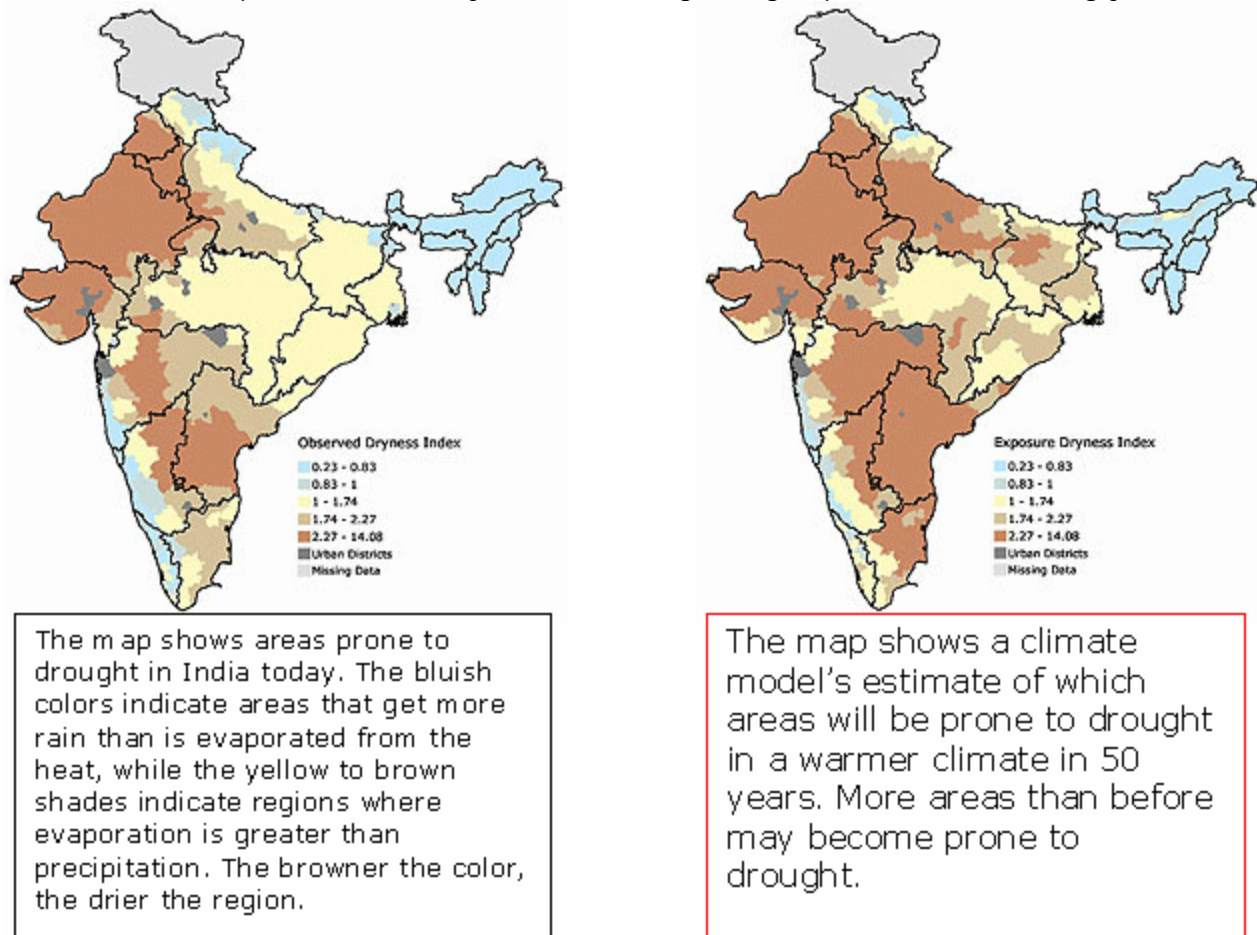 Observed Dryness Index
0.23 - 0.83
0.83 - 1
1 - 1.74
1.74 - 2.27
2.27 - 14.08
Urban Districts
Missing Data
The map shows areas prone to
drought in India today. The bluish
colors indicate areas that get more
rain than is evaporated from the
heat, while the yellow to brown
shades indicate regions where
evaporation is greater than
precipitation. The browner the color,
the drier the region.
Exposure Dryness Index
0.23 - 0.83
0.83 - 1
1 - 1.74
1.74 - 2.27
2.27 - 14.08
Urban Districts
Missing Data
The map shows a climate
model's estimate of which
areas will be prone to drought
in a warmer climate in 50
years. More areas than before
may become prone to
drought.